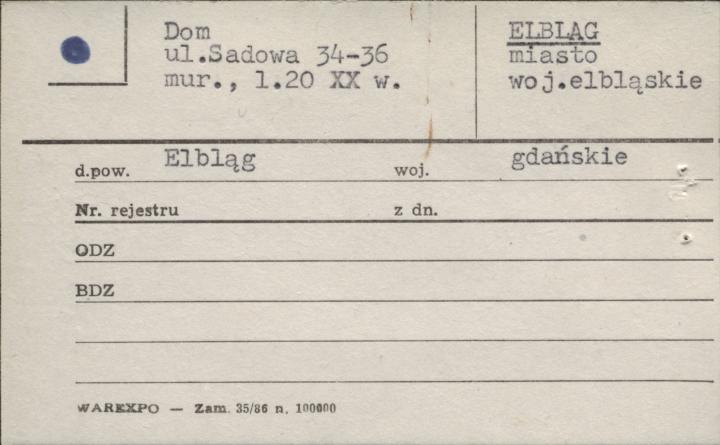 Dom
ul.Sadowa 34-36
mur., l.20 XX w.
ELBLĄG
miasto
woj.elbląskie
d.pow. Elbląg woj. gdańskie
Nr. rejestru z dn.
ODZ
BDZ
WAREXPO — Zam. 35/86 n. 100000